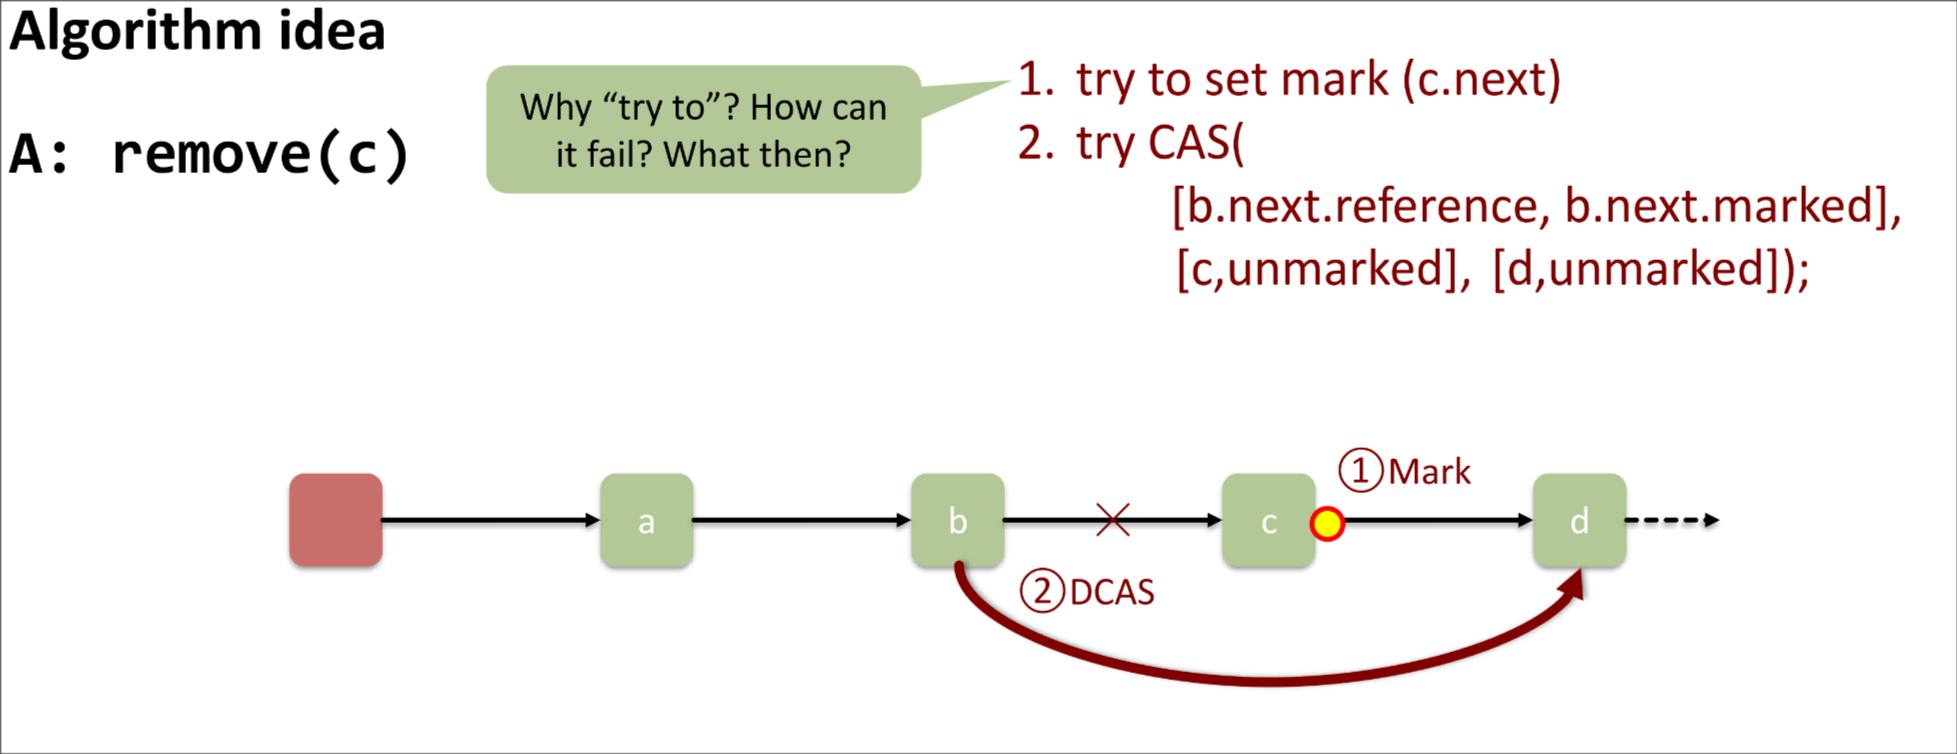 Algorithm idea
A: remove(c)
Why “try to”? How can
it fail? What then?
1. try to set mark (c.next)
2. try CAS(
[b.next.reference, b.next.marked],
[c,unmarked], [d,unmarked]);
a
b
c
d
①Mark
②DCAS